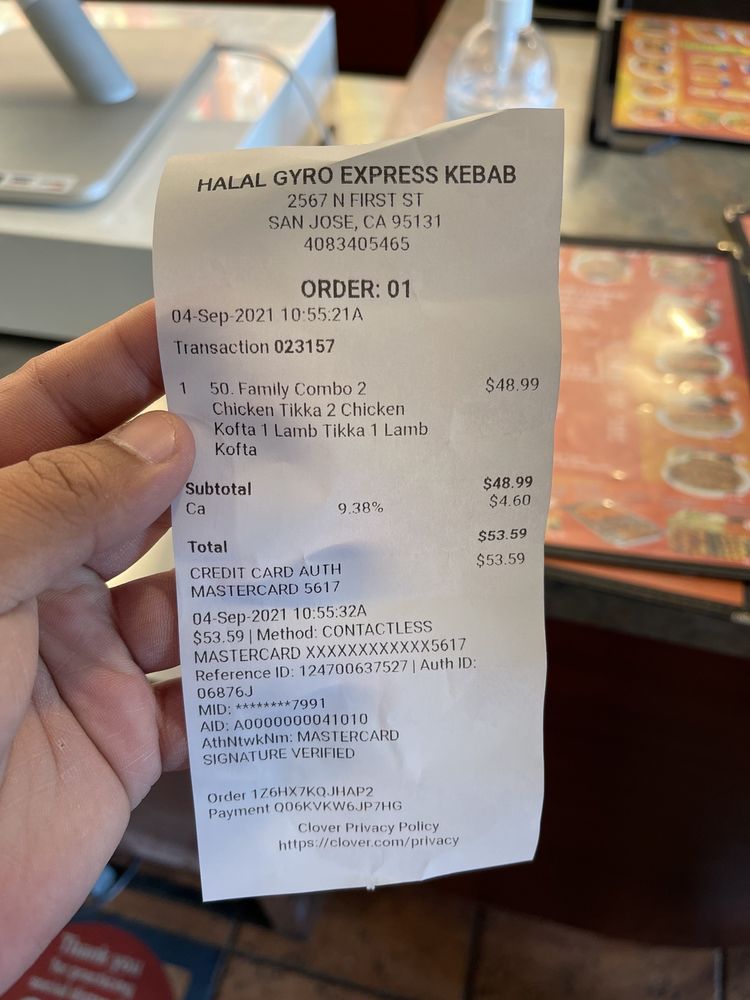 HALAL GYRO EXPRESS KEBAB
2567 N FIRST ST
SAN JOSE, CA 95131
4083405465
ORDER: 01
04-Sep-2021 10:55:21A
Transaction 023157
1 50. Family Combo 2 $48.99
Chicken Tikka 2 Chicken
Kofta 1 Lamb Tikka 1 Lamb
Kofta
Subtotal $48.99
Ca 9.38% $4.60
Total $53.59
CREDIT CARD AUTH $53.59
MASTERCARD 5617
04-Sep-2021 10:55:32A
$53.59 | Method: CONTACTLESS
MASTERCARD XXXXXXXXXXXX5617
Reference ID: 124700637527 | Auth ID:
06876J
MID: ********7991
AID: A0000000041010
AthNtwkNm: MASTERCARD
SIGNATURE VERIFIED
Order 1Z6HX7KQJHAP2
Payment Q06KVKW6JP7HG
Clover Privacy Policy
https://clover.com/privacy
Thank you
for practicing
social